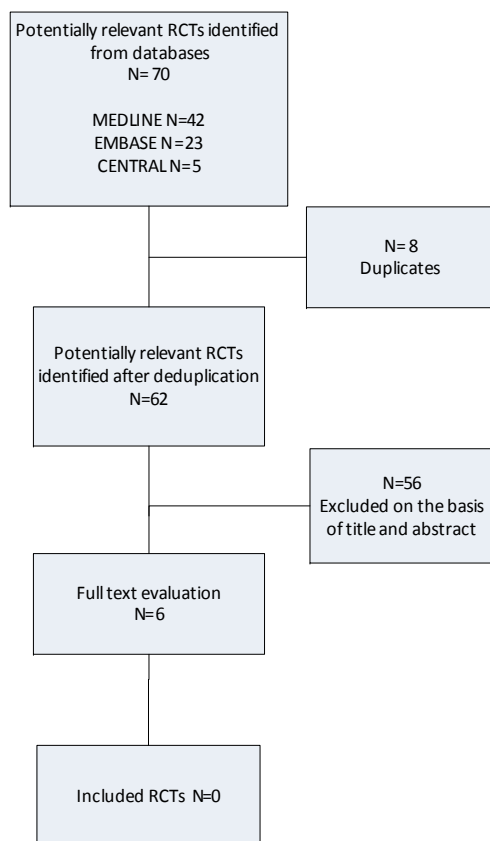 Potentially relevant RCTs identified
from databases
N= 70
MEDLINE N=42
EMBASE N=23
CENTRAL N=5
N= 8
Duplicates
Potentially relevant RCTs
identified after deduplication
N=62
N=56
Excluded on the basis
of title and abstract
Full text evaluation
N=6
Included RCTs N=0